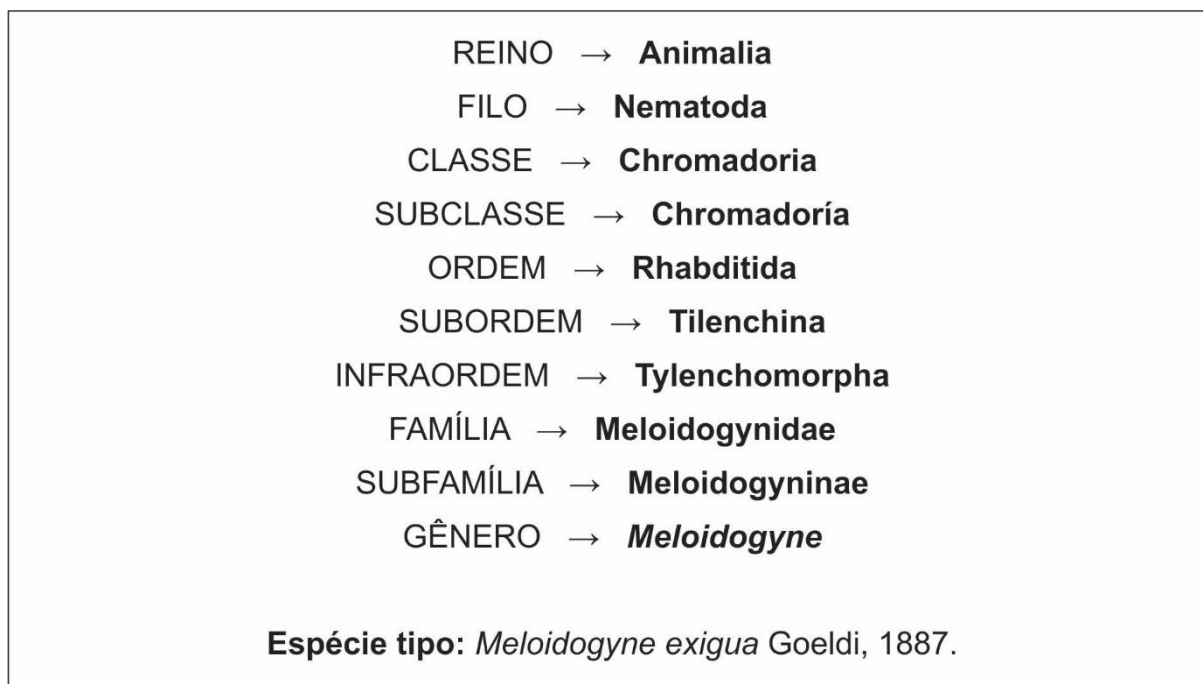 REINO → Animalia
FILO → Nematoda
CLASSE → Chromadoria
SUBCLASSE → Chromadoría
ORDEM → Rhabditida
SUBORDEM → Tilenchina
INFRAORDEM → Tylenchomorpha
FAMÍLIA → Meloidogynidae
SUBFAMÍLIA → Meloidogyninae
GÊNERO → Meloidogyne
Espécie tipo: Meloidogyne exigua Goeldi, 1887.